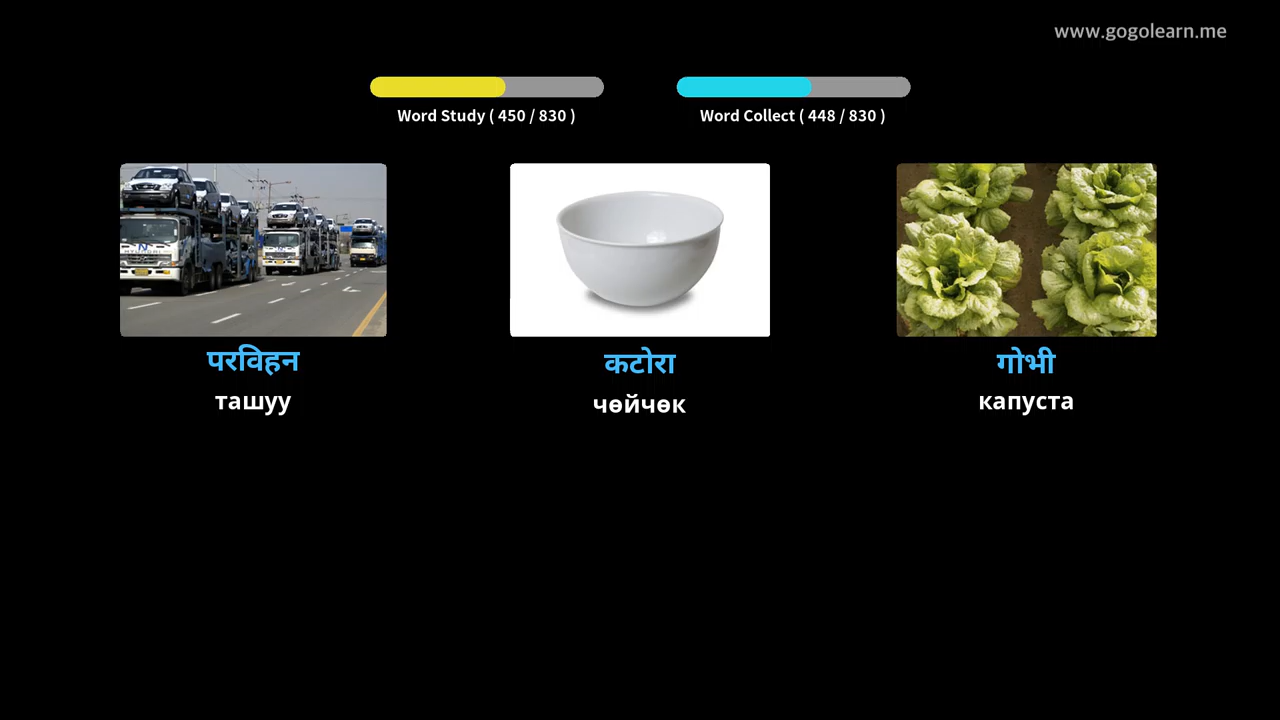 www.gogolearn.me
Word Study ( 450 / 830 )
Word Collect ( 448 / 830 )
परविहन
ташуу
कटोरा
чөйчөк
गोभी
капуста